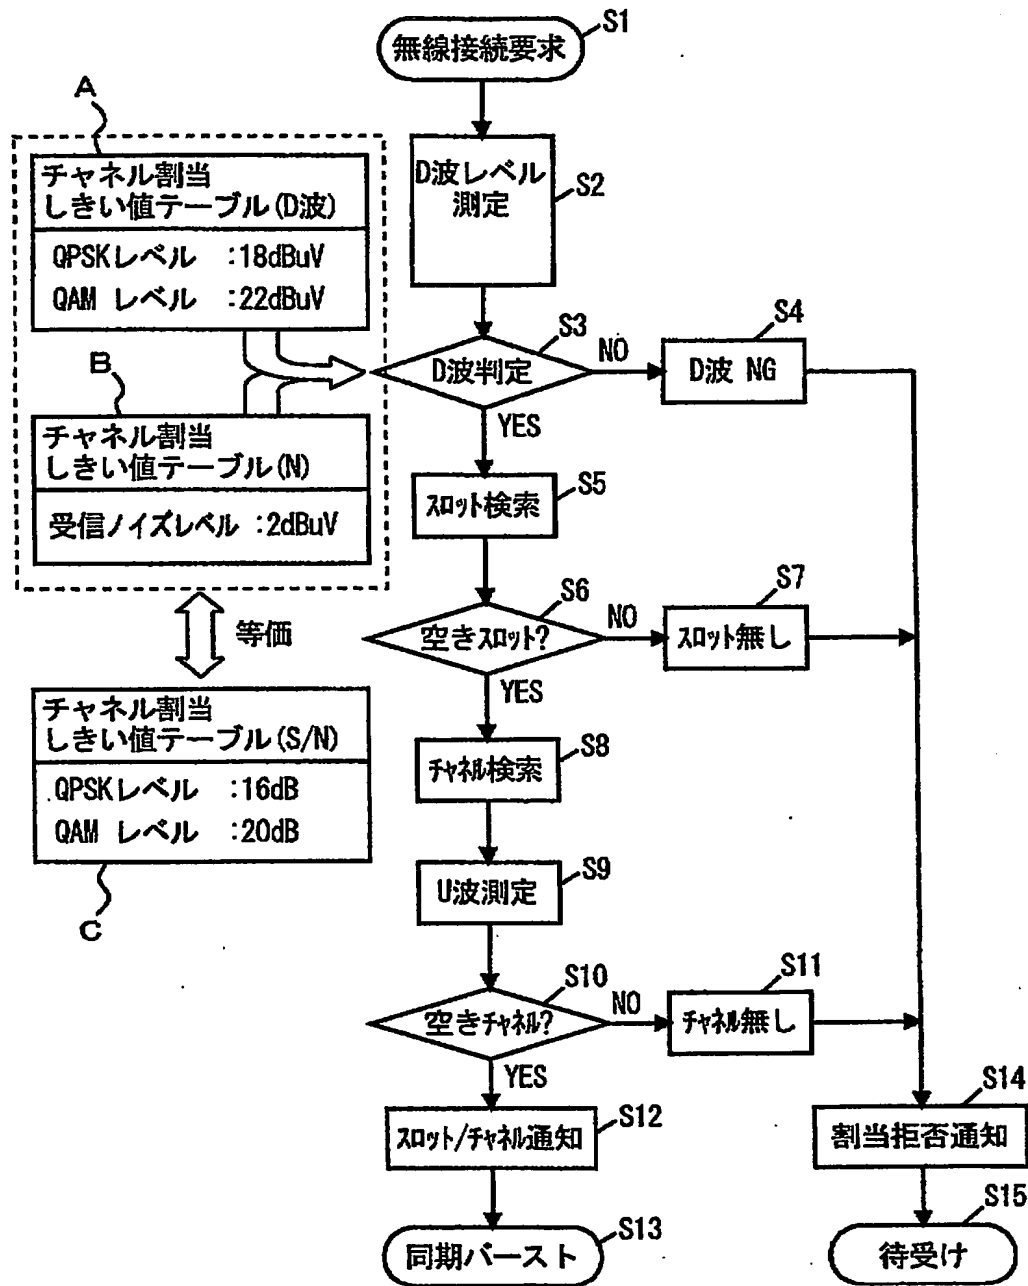 無線接続要求
S1
A
チャネル割当
しきい値テーブル(D波)
QPSKレベル :18dBuV
QAM レベル :22dBuV
D波レベル
測定
S2
B
チャネル割当
しきい値テーブル(N)
受信ノイズレベル:2dBuV
D波判定
S3
NO
YES
D波 NG
S4
スロット検索
S5
空きスロット?
S6
NO
YES
スロット無し
S7
等価
チャネル割当
しきい値テーブル(S/N)
QPSKレベル :16dB
QAM レベル :20dB
C
チャネル検索
S8
U波測定
S9
空きチャネル?
S10
NO
YES
チャネル無し
S11
スロット/チャネル通知
S12
割当拒否通知
S14
同期バースト
S13
待受け
S15